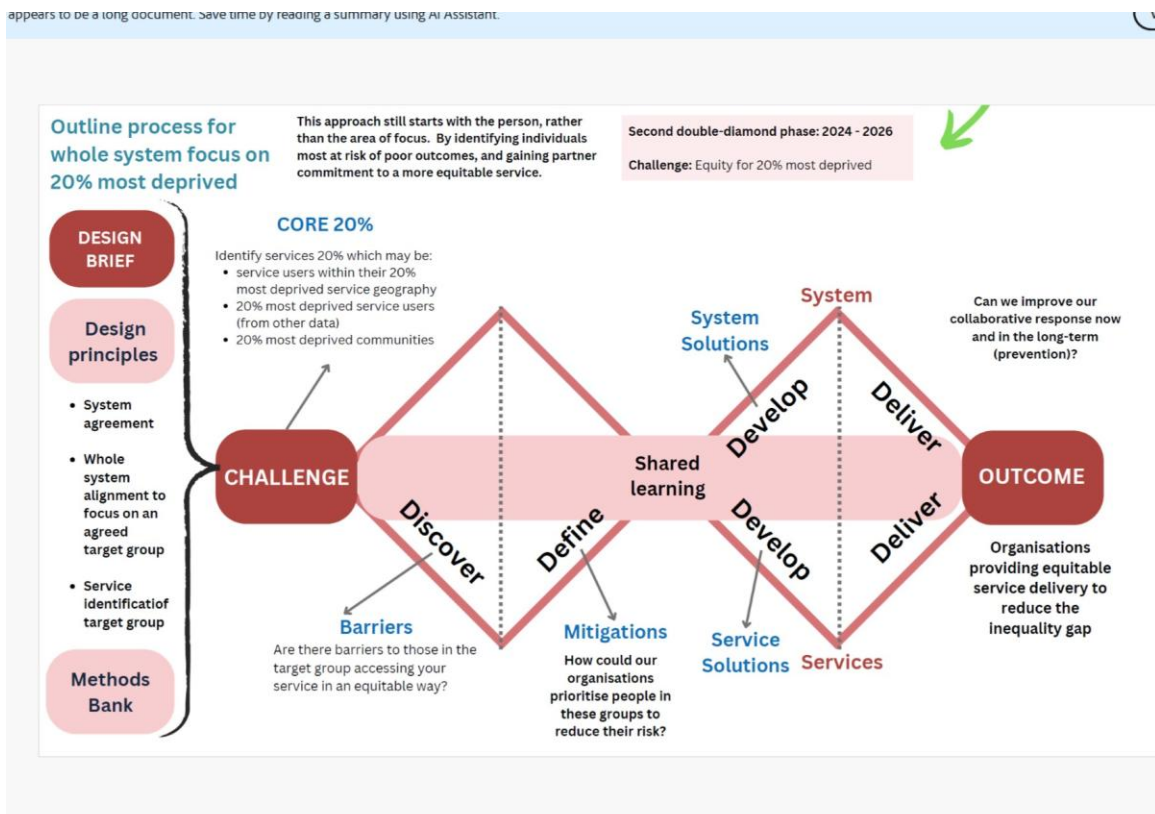 appears to be a long document. Save time by reading a summary using AI Assistant.
Outline process for
whole system focus on
20% most deprived
This approach still starts with the person, rather
than the area of focus. By identifying individuals
most at risk of poor outcomes, and gaining partner
commitment to a more equitable service.
Second double-diamond phase: 2024 - 2026
Challenge: Equity for 20% most deprived
DESIGN
BRIEF
Design
principles
• System
agreement
• Whole
system
alignment to
focus on an
agreed
target group
• Service
identificatiof
target group
Methods
Bank
CORE 20%
Identify services 20% which may be:
• service users within their 20%
most deprived service geography
• 20% most deprived service users
(from other data)
• 20% most deprived communities
CHALLENGE
Discover
Define
Barriers
Are there barriers to those in the
target group accessing your
service in an equitable way?
Mitigations
How could our
organisations
prioritise people in
these groups to
reduce their risk?
Shared
learning
System
Solutions
System
Develop
Deliver
Develop
Deliver
Service
Solutions
Services
Can we improve our
collaborative response now
and in the long-term
(prevention)?
OUTCOME
Organisations
providing equitable
service delivery to
reduce the
inequality gap